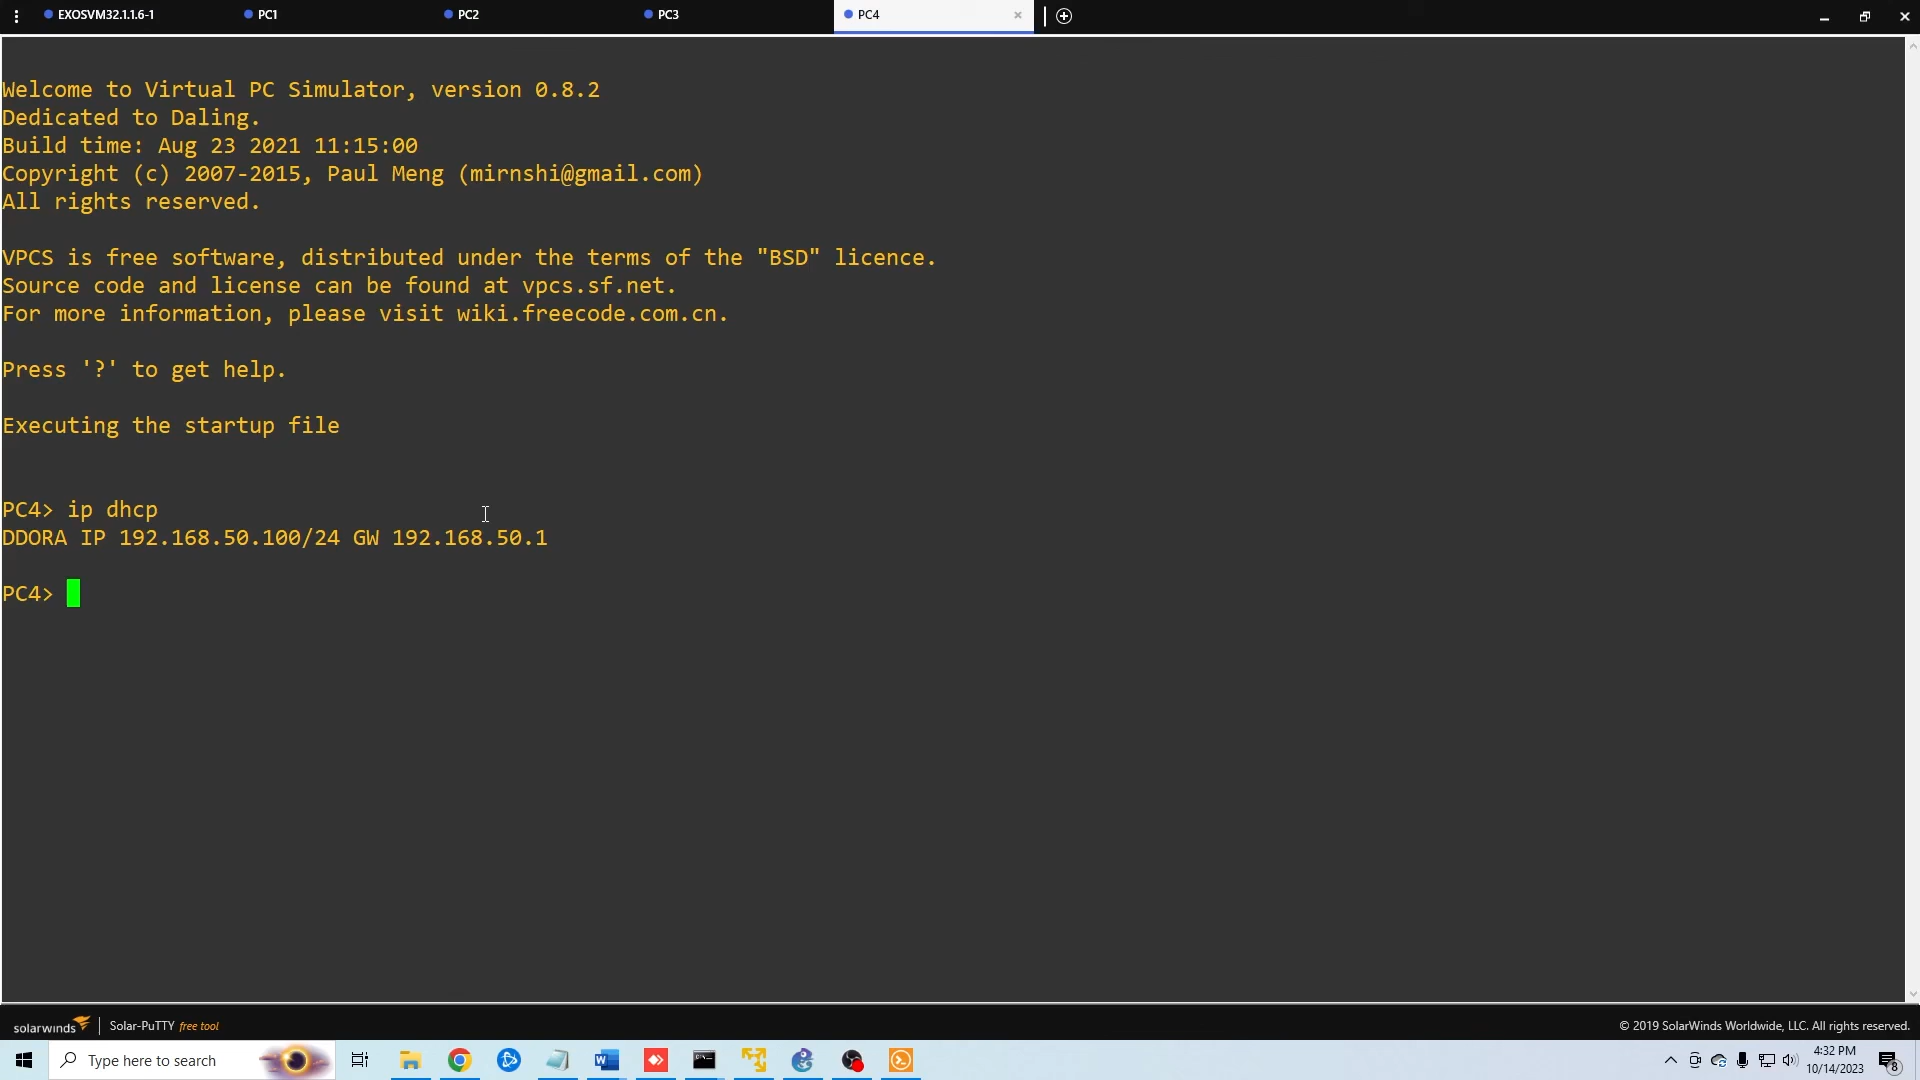 EXOSVM32.1.1.6-1 PC1 PC2 PC3 PC4
Welcome to Virtual PC Simulator, version 0.8.2
Dedicated to Daling.
Build time: Aug 23 2021 11:15:00
Copyright (c) 2007-2015, Paul Meng (mirnshi@gmail.com)
All rights reserved.
VPCS is free software, distributed under the terms of the "BSD" licence.
Source code and license can be found at vpcs.sf.net.
For more information, please visit wiki.freecode.com.cn.
Press '?' to get help.
Executing the startup file
PC4> ip dhcp
DDORA IP 192.168.50.100/24 GW 192.168.50.1
PC4>
solarwinds Solar-PuTTY free tool © 2019 SolarWinds Worldwide, LLC. All rights reserved.
Type here to search
4:32 PM
10/14/2023
8